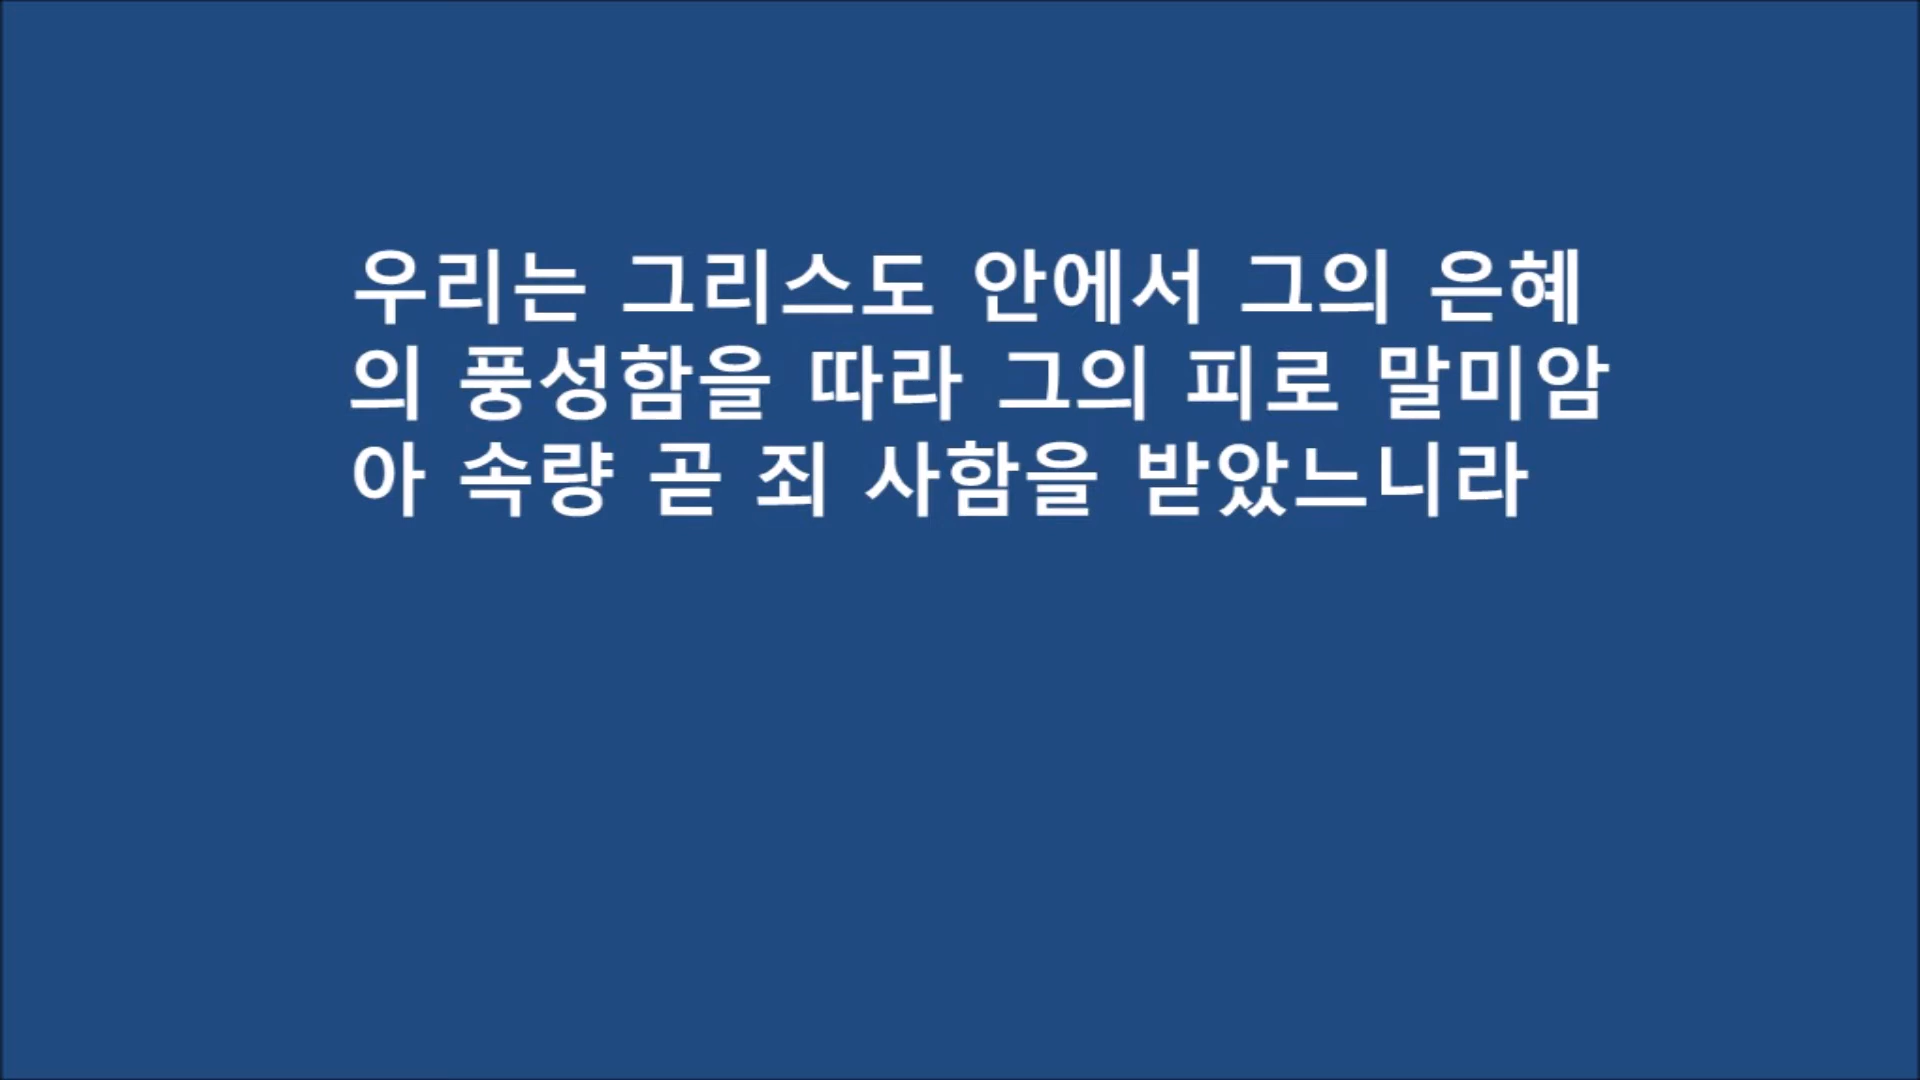 우리는 그리스도 안에서 그의 은혜
의 풍성함을 따라 그의 피로 말미암
아 속량 곧 죄 사함을 받았느니라